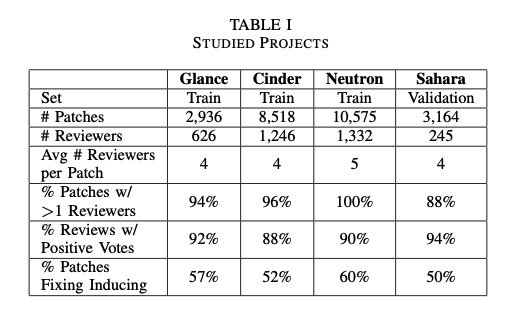 TABLE I
STUDIED PROJECTS
Glance Cinder Neutron Sahara
Set Train Train Train Validation
# Patches 2,936 8,518 10,575 3,164
# Reviewers 626 1,246 1,332 245
Avg # Reviewers
per Patch 4 4 5 4
% Patches w/
>1 Reviewers 94% 96% 100% 88%
% Reviews w/
Positive Votes 92% 88% 90% 94%
% Patches
Fixing Inducing 57% 52% 60% 50%